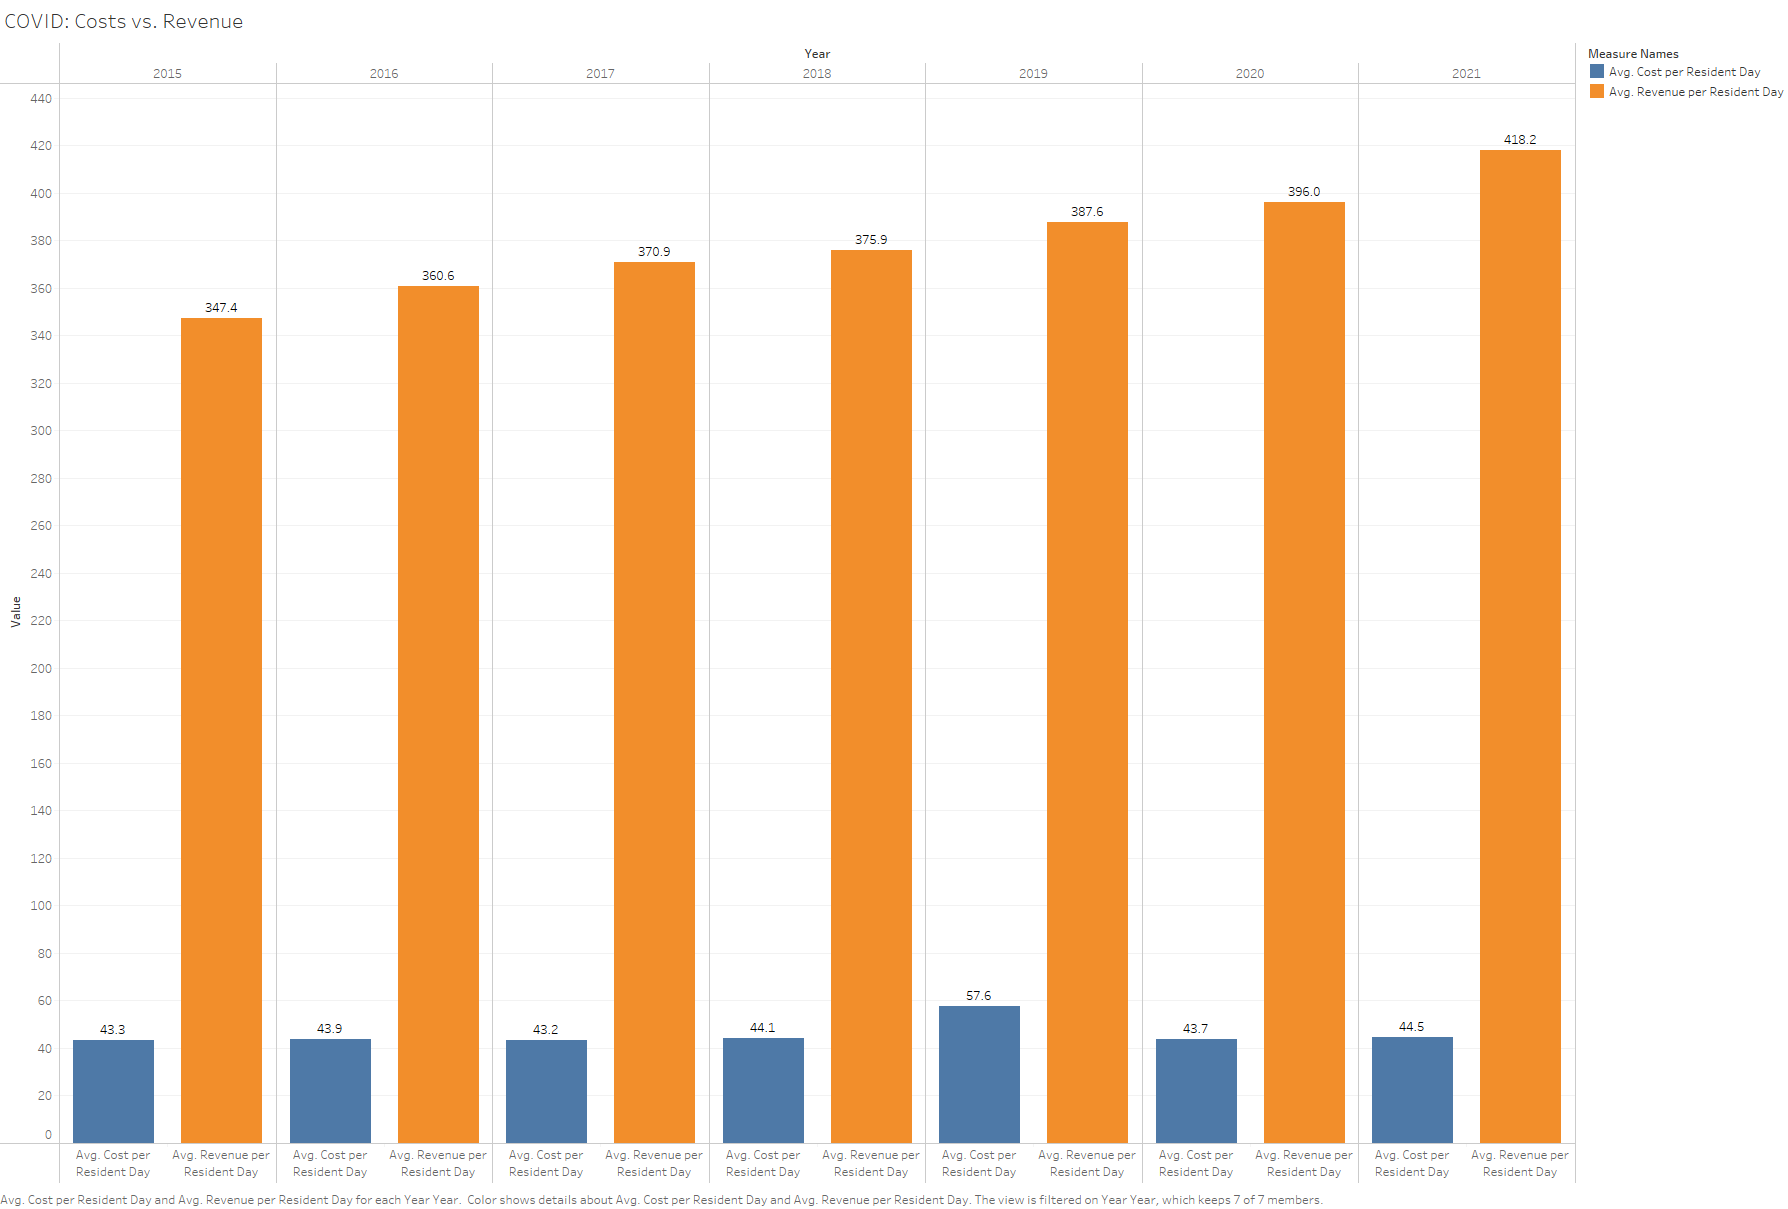 COVID: Costs vs. Revenue
Year
2015 2016 2017 2018 2019 2020 2021
Measure Names
Avg. Cost per Resident Day
Avg. Revenue per Resident Day
Value
440
420
400
380
360
340
320
300
280
260
240
220
200
180
160
140
120
100
80
60
40
20
0
43.3
347.4
43.9
360.6
43.2
370.9
44.1
375.9
57.6
387.6
43.7
396.0
44.5
418.2
Avg. Cost per
Resident Day
Avg. Revenue per
Resident Day
Avg. Cost per
Resident Day
Avg. Revenue per
Resident Day
Avg. Cost per
Resident Day
Avg. Revenue per
Resident Day
Avg. Cost per
Resident Day
Avg. Revenue per
Resident Day
Avg. Cost per
Resident Day
Avg. Revenue per
Resident Day
Avg. Cost per
Resident Day
Avg. Revenue per
Resident Day
Avg. Cost per
Resident Day
Avg. Revenue per
Resident Day
Avg. Cost per Resident Day and Avg. Revenue per Resident Day for each Year Year.  Color shows details about Avg. Cost per Resident Day and Avg. Revenue per Resident Day. The view is filtered on Year Year, which keeps 7 of 7 members.